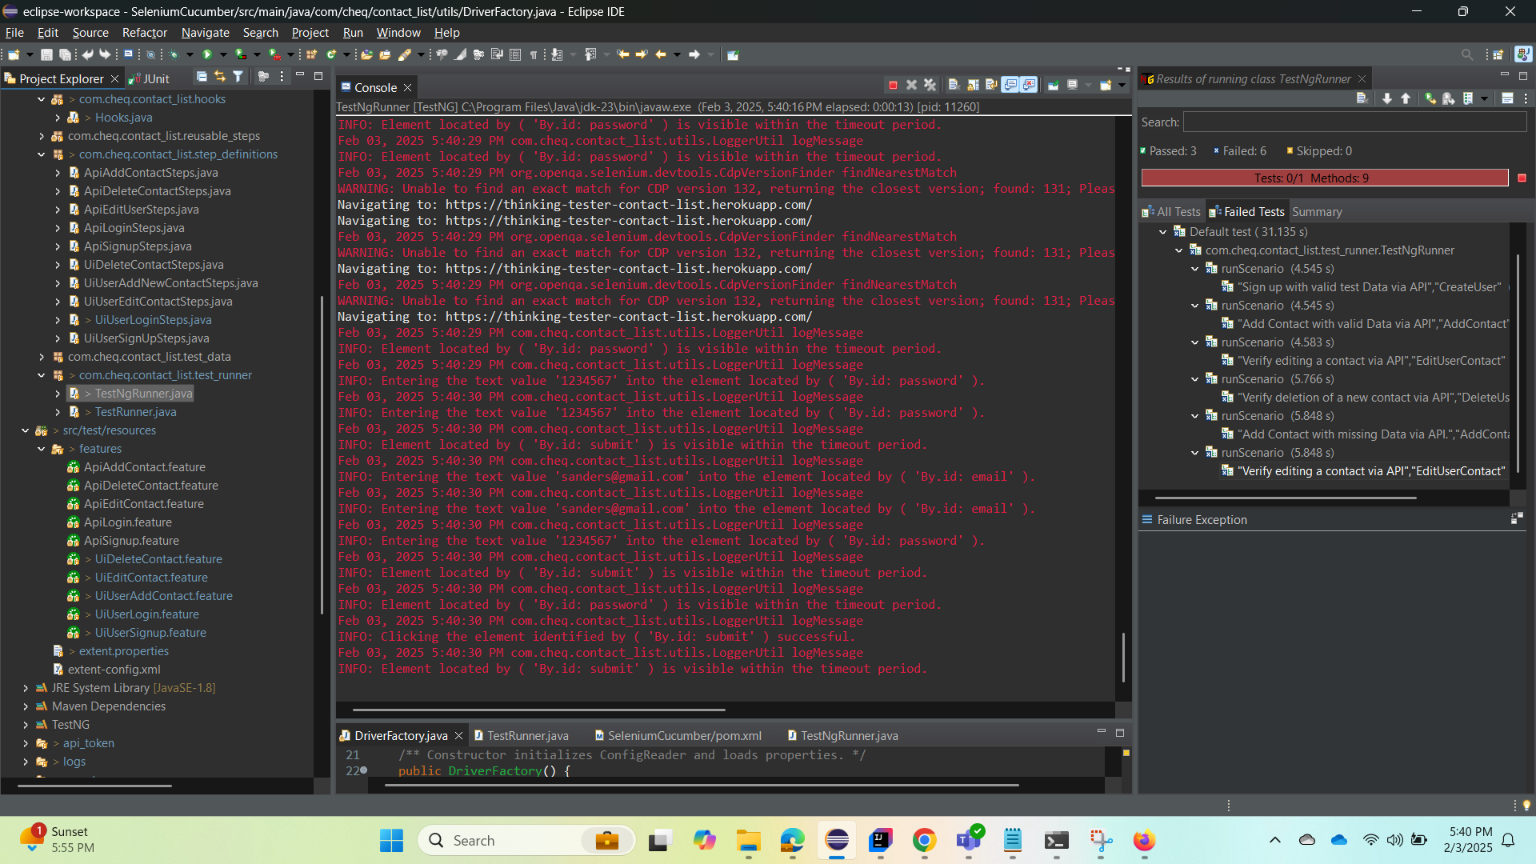 eclipse-workspace - SeleniumCucumber/src/main/java/com/cheq/contact_list/utils/DriverFactory.java - Eclipse IDE
File Edit Source Refactor Navigate Search Project Run Window Help
Project Explorer
JUnit
> com.cheq.contact_list.hooks
> Hooks.java
com.cheq.contact_list.reusable_steps
> com.cheq.contact_list.step_definitions
ApiAddContactSteps.java
ApiDeleteContactSteps.java
ApiEditUserSteps.java
ApiLoginSteps.java
ApiSignupSteps.java
UiDeleteContactSteps.java
UiUserAddNewContactSteps.java
UiUserEditContactSteps.java
> UiUserLoginSteps.java
UiUserSignUpSteps.java
com.cheq.contact_list.test_data
> com.cheq.contact_list.test_runner
> TestNgRunner.java
> TestRunner.java
> src/test/resources
> features
ApiAddContact.feature
ApiDeleteContact.feature
ApiEditContact.feature
ApiLogin.feature
ApiSignup.feature
> UiDeleteContact.feature
> UiEditContact.feature
> UiUserAddContact.feature
> UiUserLogin.feature
> UiUserSignup.feature
> extent.properties
extent-config.xml
JRE System Library [JavaSE-1.8]
Maven Dependencies
TestNG
> api_token
> logs
Console
TestNgRunner [TestNG] C:\Program Files\Java\jdk-23\bin\javaw.exe (Feb 3, 2025, 5:40:16 PM elapsed: 0:00:13) [pid: 11260]
INFO: Element located by ( 'By.id: password' ) is visible within the timeout period.
Feb 03, 2025 5:40:29 PM com.cheq.contact_list.utils.LoggerUtil logMessage
INFO: Element located by ( 'By.id: password' ) is visible within the timeout period.
Feb 03, 2025 5:40:29 PM org.openqa.selenium.devtools.CdpVersionFinder findNearestMatch
WARNING: Unable to find an exact match for CDP version 132, returning the closest version; found: 131; Pleas
Navigating to: https://thinking-tester-contact-list.herokuapp.com/
Navigating to: https://thinking-tester-contact-list.herokuapp.com/
Feb 03, 2025 5:40:29 PM org.openqa.selenium.devtools.CdpVersionFinder findNearestMatch
WARNING: Unable to find an exact match for CDP version 132, returning the closest version; found: 131; Pleas
Navigating to: https://thinking-tester-contact-list.herokuapp.com/
Feb 03, 2025 5:40:29 PM org.openqa.selenium.devtools.CdpVersionFinder findNearestMatch
WARNING: Unable to find an exact match for CDP version 132, returning the closest version; found: 131; Pleas
Navigating to: https://thinking-tester-contact-list.herokuapp.com/
Feb 03, 2025 5:40:29 PM com.cheq.contact_list.utils.LoggerUtil logMessage
INFO: Element located by ( 'By.id: password' ) is visible within the timeout period.
Feb 03, 2025 5:40:29 PM com.cheq.contact_list.utils.LoggerUtil logMessage
INFO: Entering the text value '1234567' into the element located by ( 'By.id: password' ).
Feb 03, 2025 5:40:29 PM com.cheq.contact_list.utils.LoggerUtil logMessage
INFO: Entering the text value '1234567' into the element located by ( 'By.id: password' ).
Feb 03, 2025 5:40:30 PM com.cheq.contact_list.utils.LoggerUtil logMessage
INFO: Element located by ( 'By.id: submit' ) is visible within the timeout period.
Feb 03, 2025 5:40:30 PM com.cheq.contact_list.utils.LoggerUtil logMessage
INFO: Entering the text value 'sanders@gmail.com' into the element located by ( 'By.id: email' ).
Feb 03, 2025 5:40:30 PM com.cheq.contact_list.utils.LoggerUtil logMessage
INFO: Entering the text value 'sanders@gmail.com' into the element located by ( 'By.id: email' ).
Feb 03, 2025 5:40:30 PM com.cheq.contact_list.utils.LoggerUtil logMessage
INFO: Entering the text value '1234567' into the element located by ( 'By.id: password' ).
Feb 03, 2025 5:40:30 PM com.cheq.contact_list.utils.LoggerUtil logMessage
INFO: Element located by ( 'By.id: submit' ) is visible within the timeout period.
Feb 03, 2025 5:40:30 PM com.cheq.contact_list.utils.LoggerUtil logMessage
INFO: Element located by ( 'By.id: password' ) is visible within the timeout period.
Feb 03, 2025 5:40:30 PM com.cheq.contact_list.utils.LoggerUtil logMessage
INFO: Clicking the element identified by ( 'By.id: submit' ) successful.
Feb 03, 2025 5:40:30 PM com.cheq.contact_list.utils.LoggerUtil logMessage
INFO: Element located by ( 'By.id: submit' ) is visible within the timeout period.
DriverFactory.java
TestRunner.java
SeleniumCucumber/pom.xml
TestNgRunner.java
21 /** Constructor initializes ConfigReader and loads properties. */
22 public DriverFactory() {
Results of running class TestNgRunner
Search:
Passed: 3 Failed: 6 Skipped: 0
Tests: 0/1 Methods: 9
All Tests Failed Tests Summary
Default test ( 31.135 s)
com.cheq.contact_list.test_runner.TestNgRunner
runScenario (4.545 s)
"Sign up with valid test Data via API","CreateUser" (
runScenario (4.545 s)
"Add Contact with valid Data via API","AddContact"
runScenario (4.583 s)
"Verify editing a contact via API","EditUserContact"
runScenario (5.766 s)
"Verify deletion of a new contact via API","DeleteUs
runScenario (5.848 s)
"Add Contact with missing Data via API.","AddConta
runScenario (5.848 s)
"Verify editing a contact via API","EditUserContact"
Failure Exception
1
Sunset
5:55 PM
Search
5:40 PM
2/3/2025